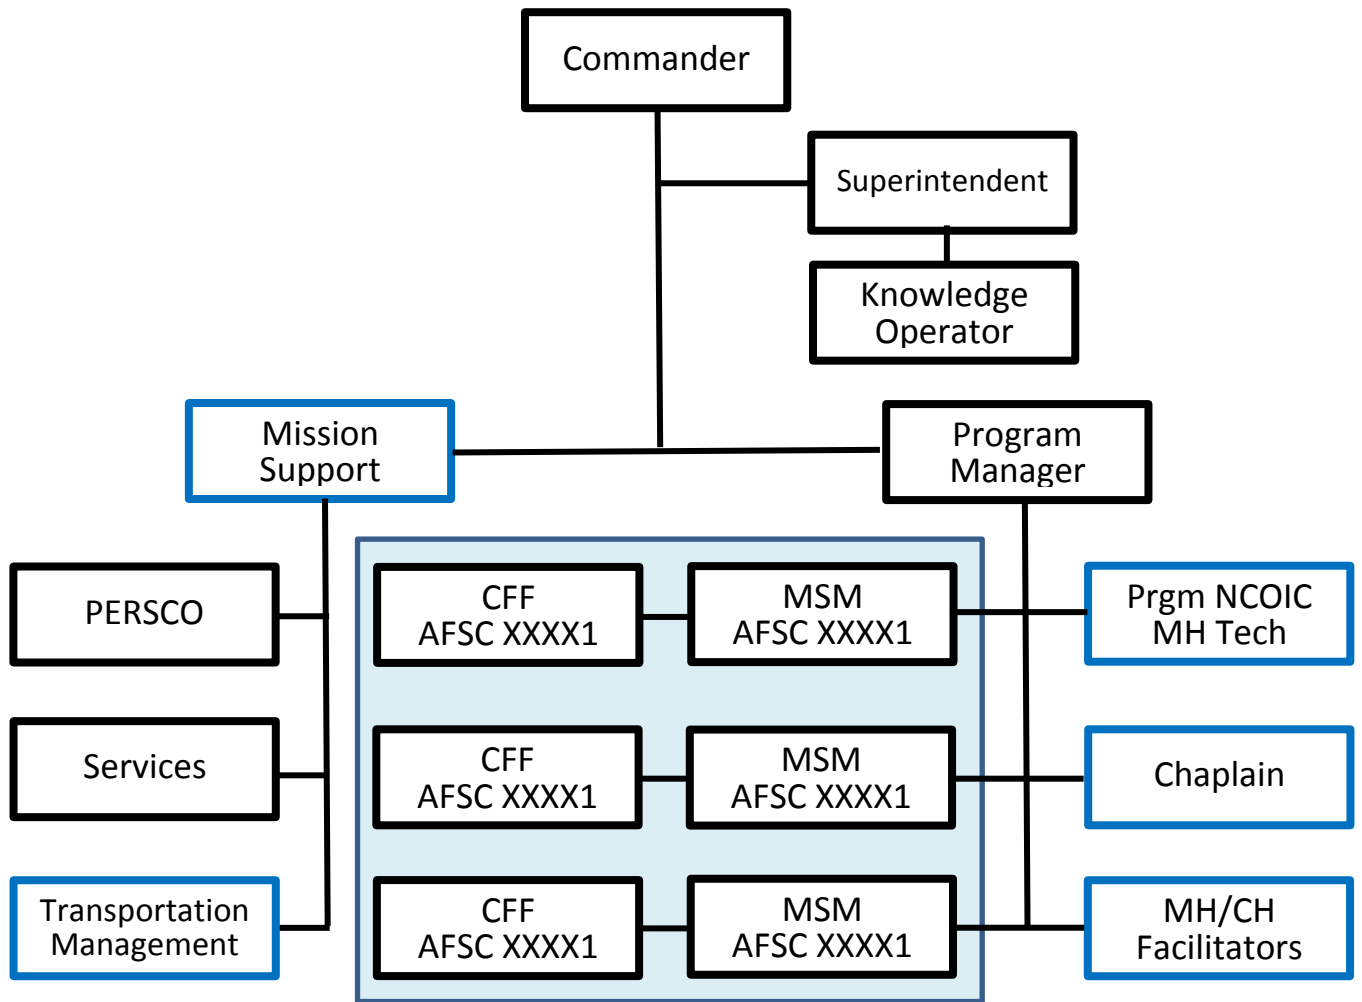 Commander
Superintendent
Knowledge
Operator
Mission
Support
Program
Manager
PERSCO
CFF
AFSC XXXX1
MSM
AFSC XXXX1
Prgm NCOIC
MH Tech
Services
CFF
AFSC XXXX1
MSM
AFSC XXXX1
Chaplain
Transportation
Management
CFF
AFSC XXXX1
MSM
AFSC XXXX1
MH/CH
Facilitators